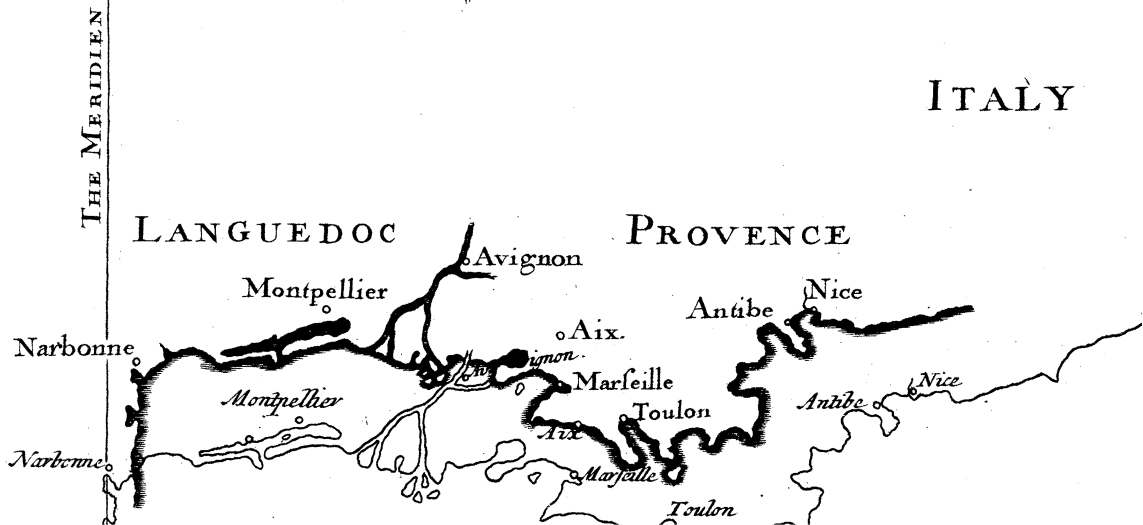 THE MERIDIEN
ITALY
LANGUEDOC
PROVENCE
Avignon
Montpellier
Nice
Antibe
Aix.
Narbonne
Marſeille
Nice
Montpellier
Antibe
Toulon
Aix
Narbonne
Marſeille
Toulon